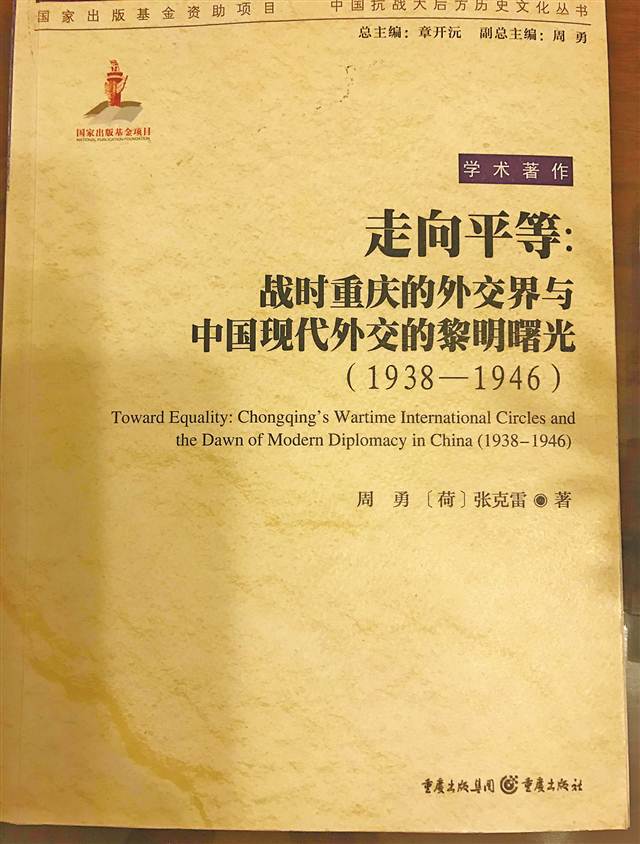 国家出版基金资助项目 中国抗战大后方历史文化丛书
总主编：章开沅 副总主编：周 勇
国家出版基金项目
NATIONAL PUBLICATION FOUNDATION
学术著作
走向平等：
战时重庆的外交界与
中国现代外交的黎明曙光
（1938—1946）
Toward Equality: Chongqing's Wartime International Circles and
the Dawn of Modern Diplomacy in China (1938–1946)
周 勇 〔荷〕张克雷 ◉ 著
重庆出版集团 重庆出版社